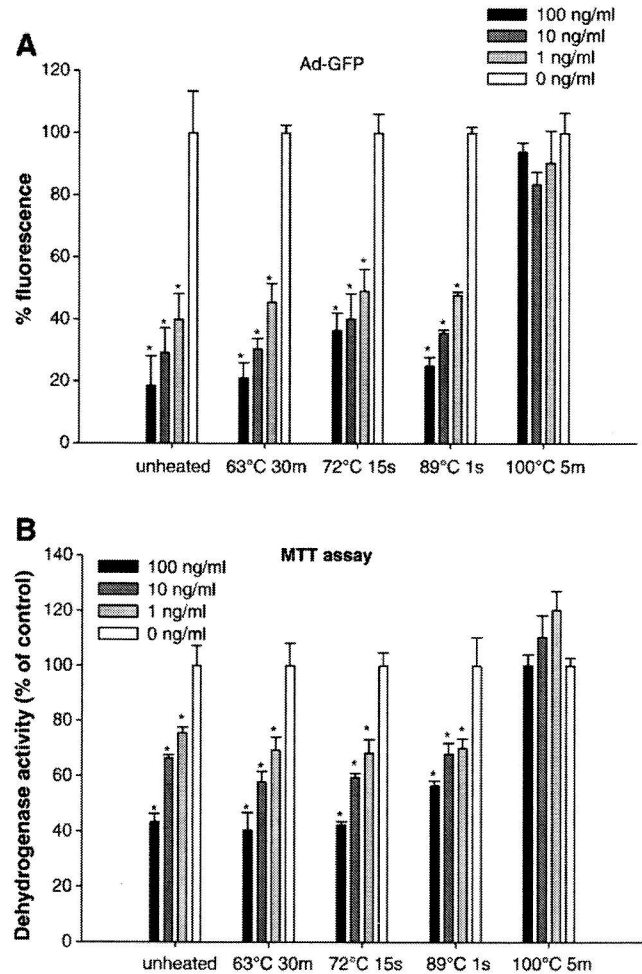 A
Ad-GFP
100 ng/ml
10 ng/ml
1 ng/ml
0 ng/ml
% fluorescence
120
100
80
60
40
20
0
* * *
* * *
* * *
* * *
unheated 63°C 30m 72°C 15s 89°C 1s 100°C 5m
B
MTT assay
100 ng/ml
10 ng/ml
1 ng/ml
0 ng/ml
Dehydrogenase activity (% of control)
140
120
100
80
60
40
20
0
* * *
* * *
* * *
* * *
unheated 63°C 30m 72°C 15s 89°C 1s 100°C 5m